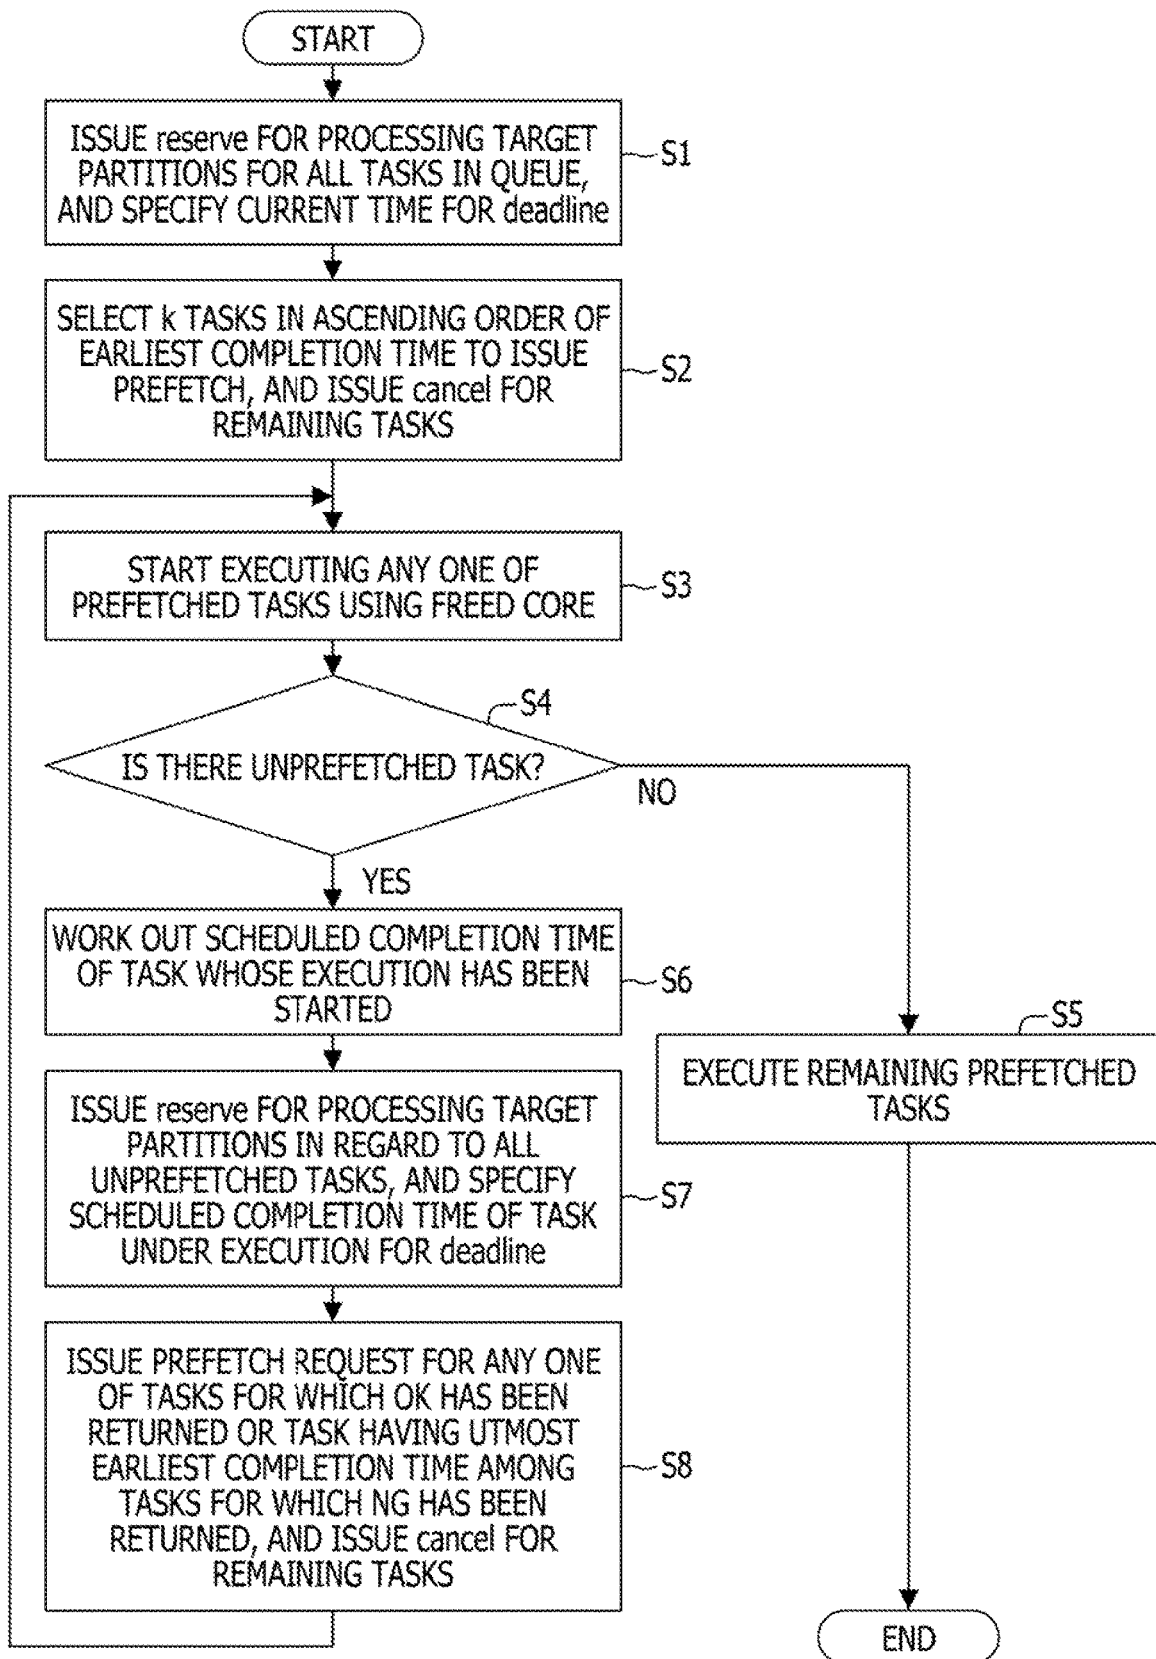 START
ISSUE reserve FOR PROCESSING TARGET
PARTITIONS FOR ALL TASKS IN QUEUE,
AND SPECIFY CURRENT TIME FOR deadline
S1
SELECT k TASKS IN ASCENDING ORDER OF
EARLIEST COMPLETION TIME TO ISSUE
PREFETCH, AND ISSUE cancel FOR
REMAINING TASKS
S2
START EXECUTING ANY ONE OF
PREFETCHED TASKS USING FREED CORE
S3
S4
IS THERE UNPREFETCHED TASK?
NO
YES
WORK OUT SCHEDULED COMPLETION TIME
OF TASK WHOSE EXECUTION HAS BEEN
STARTED
S6
S5
EXECUTE REMAINING PREFETCHED
TASKS
ISSUE reserve FOR PROCESSING TARGET
PARTITIONS IN REGARD TO ALL
UNPREFETCHED TASKS, AND SPECIFY
SCHEDULED COMPLETION TIME OF TASK
UNDER EXECUTION FOR deadline
S7
ISSUE PREFETCH REQUEST FOR ANY ONE
OF TASKS FOR WHICH OK HAS BEEN
RETURNED OR TASK HAVING UTMOST
EARLIEST COMPLETION TIME AMONG
TASKS FOR WHICH NG HAS BEEN
RETURNED, AND ISSUE cancel FOR
REMAINING TASKS
S8
END